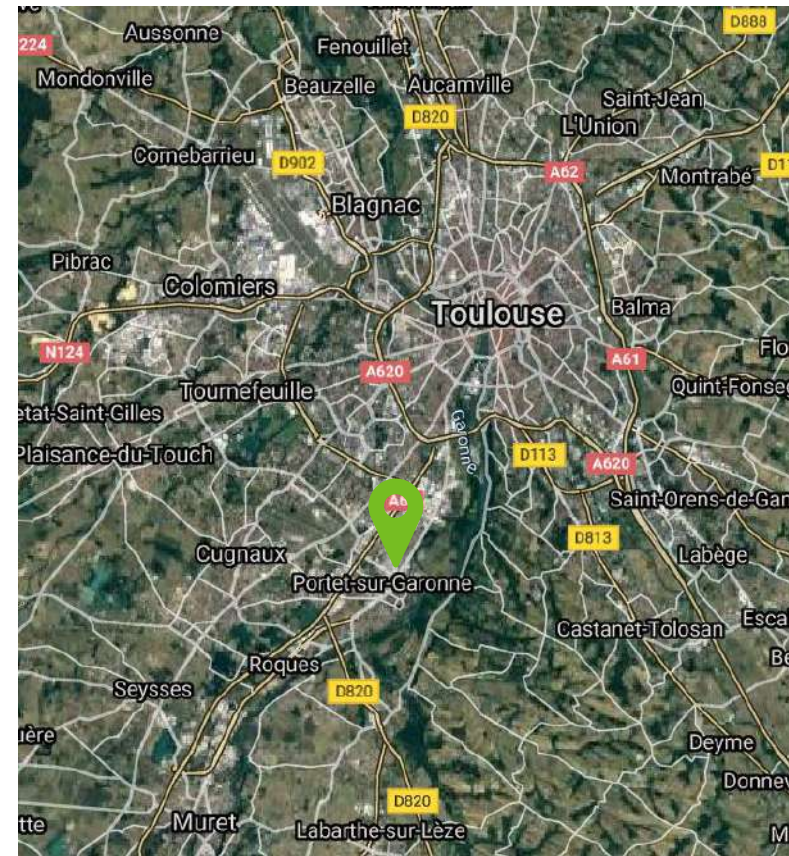 D888
Aussonne
224
Fenouillet
Mondonville
Beauzelle
Aucamville
Saint-Jean
D820
L'Union
Cornebarrieu
D902
A62
Montrabé
D11
Blagnac
Pibrac
Colomiers
Toulouse
Balma
N124
A620
A61
Flo
Tournefeuille
Quint-Fonseg
etat-Saint-Gilles
Garonne
Plaisance-du-Touch
D113
A620
A6
Saint-Orens-de-Gam
D813
Cugnaux
Labège
Portet-sur-Garonne
Castanet-Tolosan
Esca
Roques
Seysses
D820
uère
Deyme
Donnev
D820
tte
Muret
Labarthe-sur-Lèze